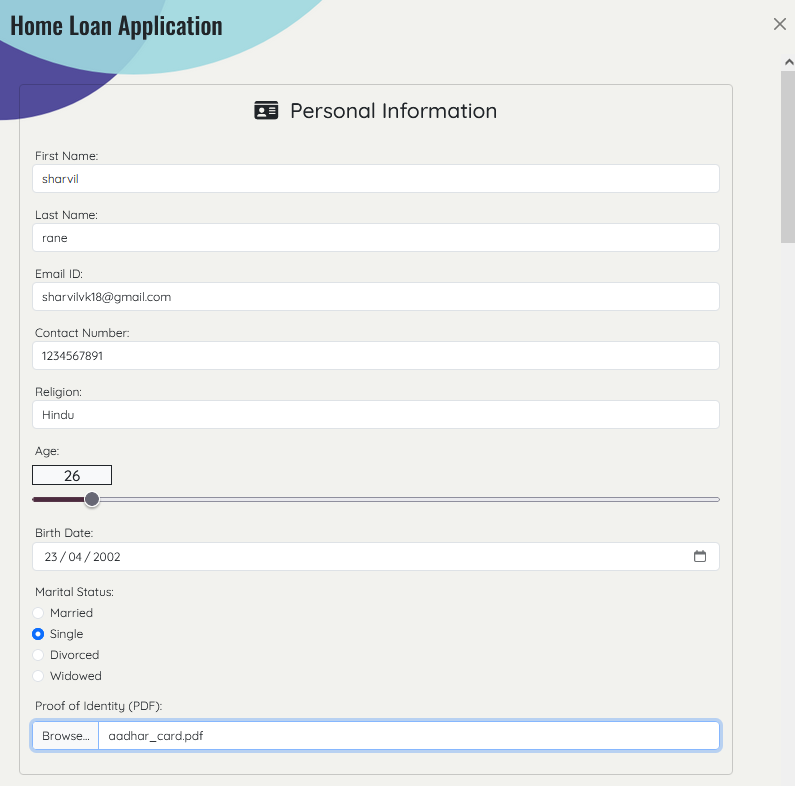 Home Loan Application
Personal Information
First Name:
sharvil
Last Name:
rane
Email ID:
sharvilvk18@gmail.com
Contact Number:
1234567891
Religion:
Hindu
Age:
26
Birth Date:
23 / 04 / 2002
Marital Status:
Married
Single
Divorced
Widowed
Proof of Identity (PDF):
Browse... aadhar_card.pdf